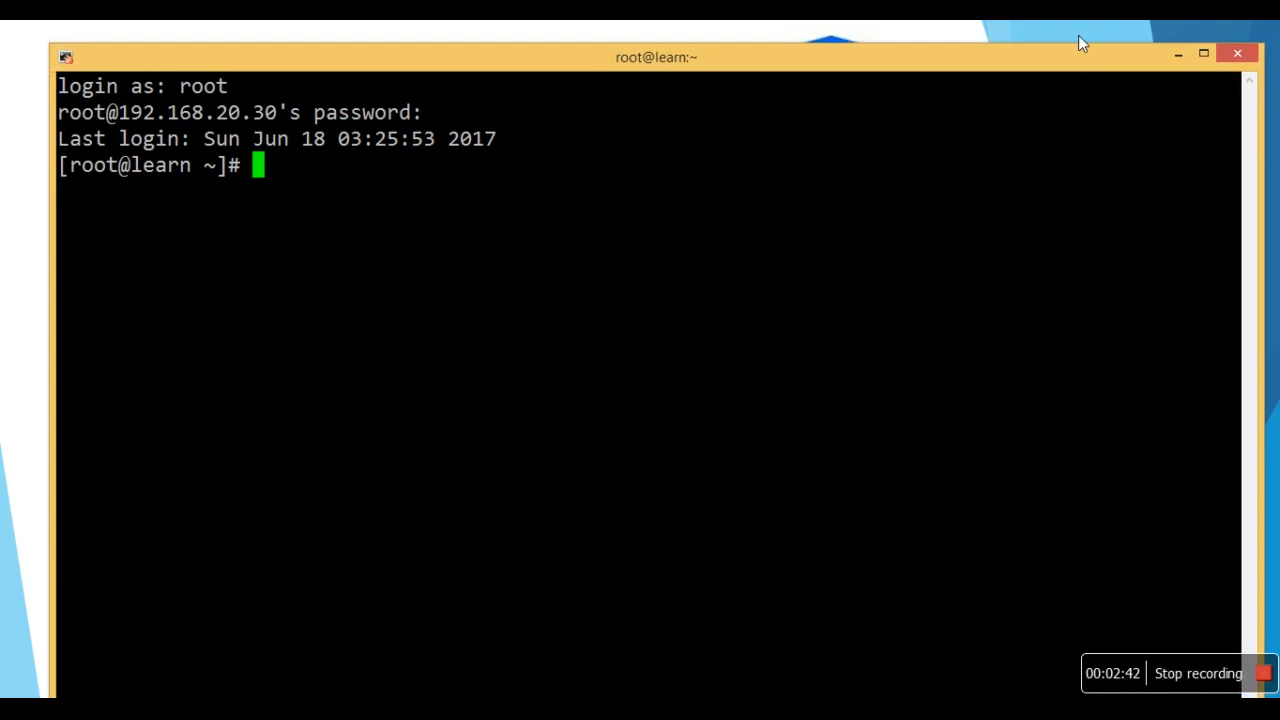 root@learn:~
login as: root
root@192.168.20.30's password:
Last login: Sun Jun 18 03:25:53 2017
[root@learn ~]#
00:02:42 Stop recording